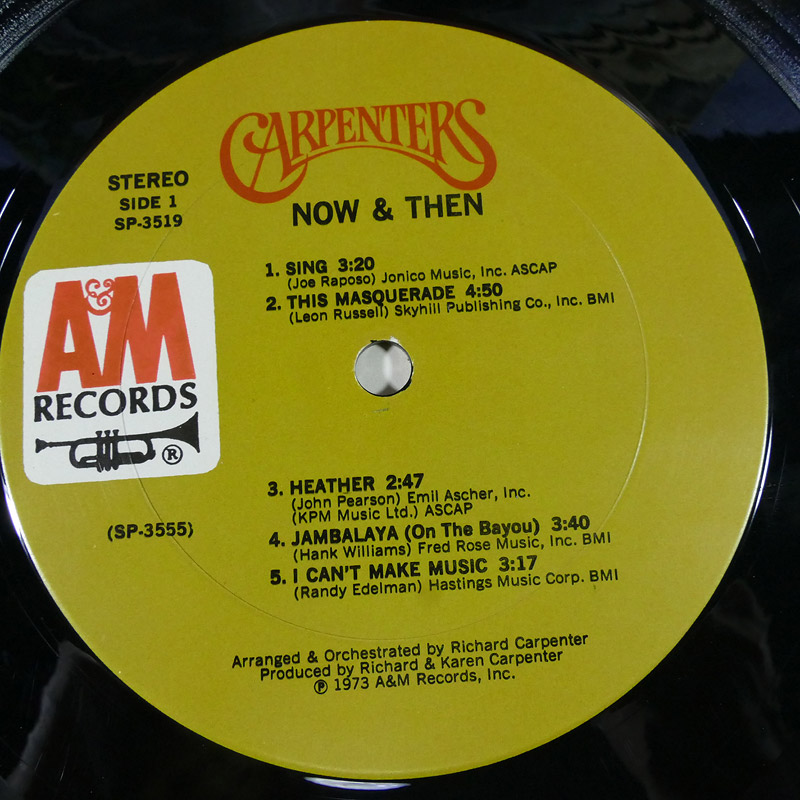 CARPENTERS
STEREO
SIDE 1
SP-3519
NOW & THEN
1. SING 3:20
(Joe Raposo) Jonico Music, Inc. ASCAP
2. THIS MASQUERADE 4:50
(Leon Russell) Skyhill Publishing Co., Inc. BMI
A&M
RECORDS
®
3. HEATHER 2:47
(John Pearson) Emil Ascher, Inc.
(KPM Music Ltd.) ASCAP
(SP-3555)
4. JAMBALAYA (On The Bayou) 3:40
(Hank Williams) Fred Rose Music, Inc. BMI
5. I CAN'T MAKE MUSIC 3:17
(Randy Edelman) Hastings Music Corp. BMI
Arranged & Orchestrated by Richard Carpenter
Produced by Richard & Karen Carpenter
℗ 1973 A&M Records, Inc.